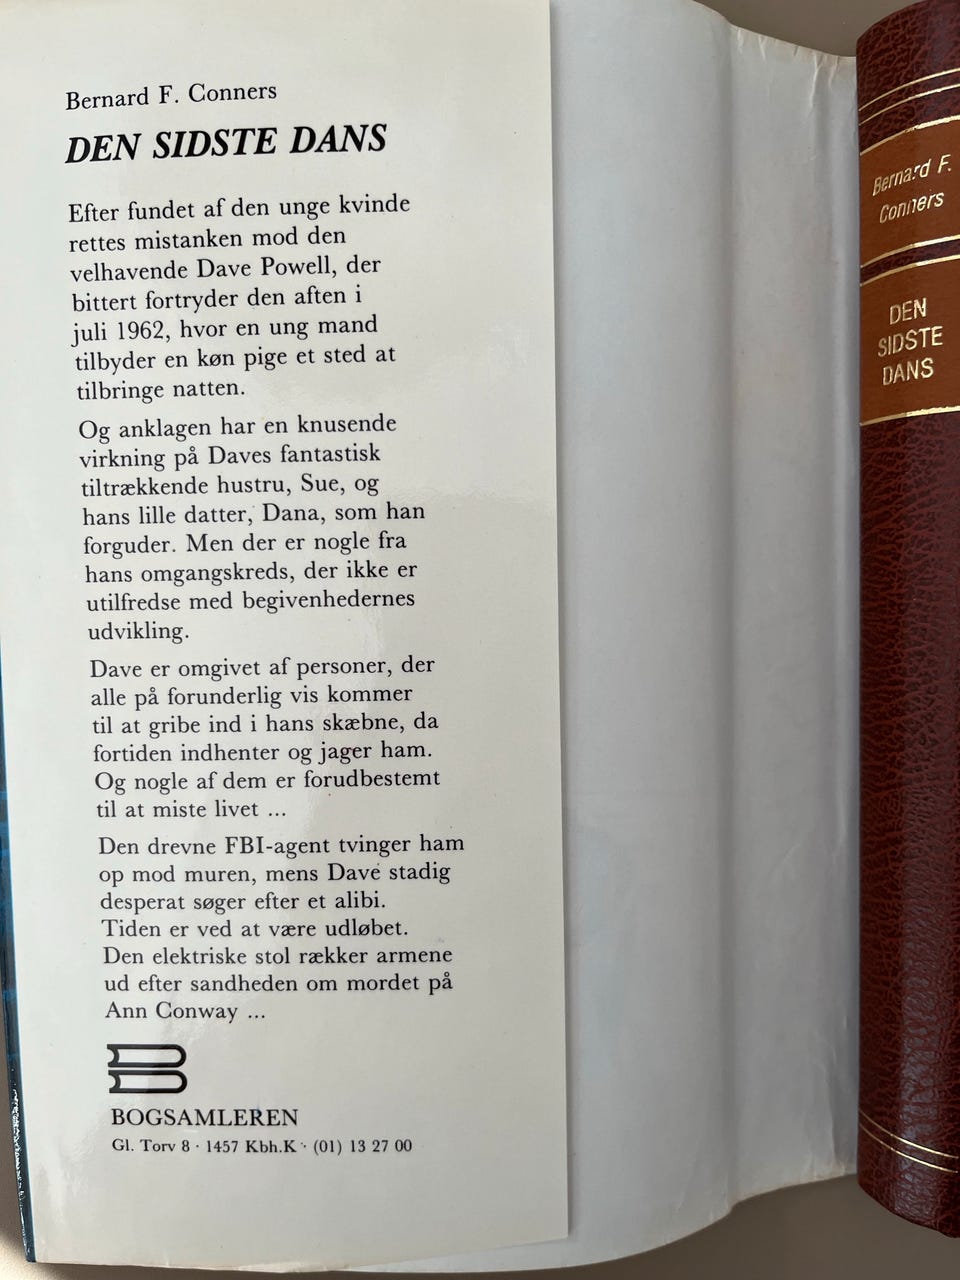 Bernard F. Conners
DEN SIDSTE DANS
Efter fundet af den unge kvinde
rettes mistanken mod den
velhavende Dave Powell, der
bittert fortryder den aften i
juli 1962, hvor en ung mand
tilbyder en køn pige et sted at
tilbringe natten.
Og anklagen har en knusende
virkning på Daves fantastisk
tiltrækkende hustru, Sue, og
hans lille datter, Dana, som han
forguder. Men der er nogle fra
hans omgangskreds, der ikke er
utilfredse med begivenhedernes
udvikling.
Dave er omgivet af personer, der
alle på forunderlig vis kommer
til at gribe ind i hans skæbne, da
fortiden indhenter og jager ham.
Og nogle af dem er forudbestemt
til at miste livet ...
Den drevne FBI-agent tvinger ham
op mod muren, mens Dave stadig
desperat søger efter et alibi.
Tiden er ved at være udløbet.
Den elektriske stol rækker armene
ud efter sandheden om mordet på
Ann Conway ...
BOGSAMLEREN
Gl. Torv 8 · 1457 Kbh.K · (01) 13 27 00
Bernard F.
Conners
DEN
SIDSTE
DANS